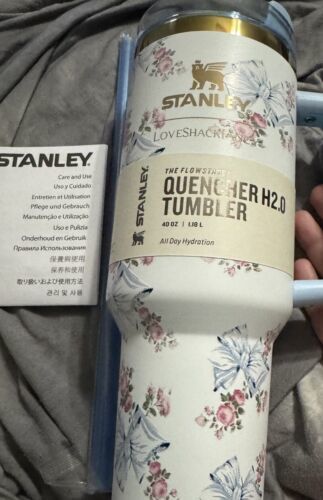 STANLEY
LOVESHACKFANCY
THE FLOWSTATE
QUENCHER H2.0
TUMBLER
40 OZ | 1.18 L
All Day Hydration
STANLEY
STANLEY
Care and Use
Uso y Cuidado
Entretien et Utilisation
Pflege und Gebrauch
Manutenção e Utilização
Uso e Pulizia
Onderhoud en Gebruik
Правила Использования
保養與使用
保养和使用
取り扱いおよび使用方法
관리 및 사용